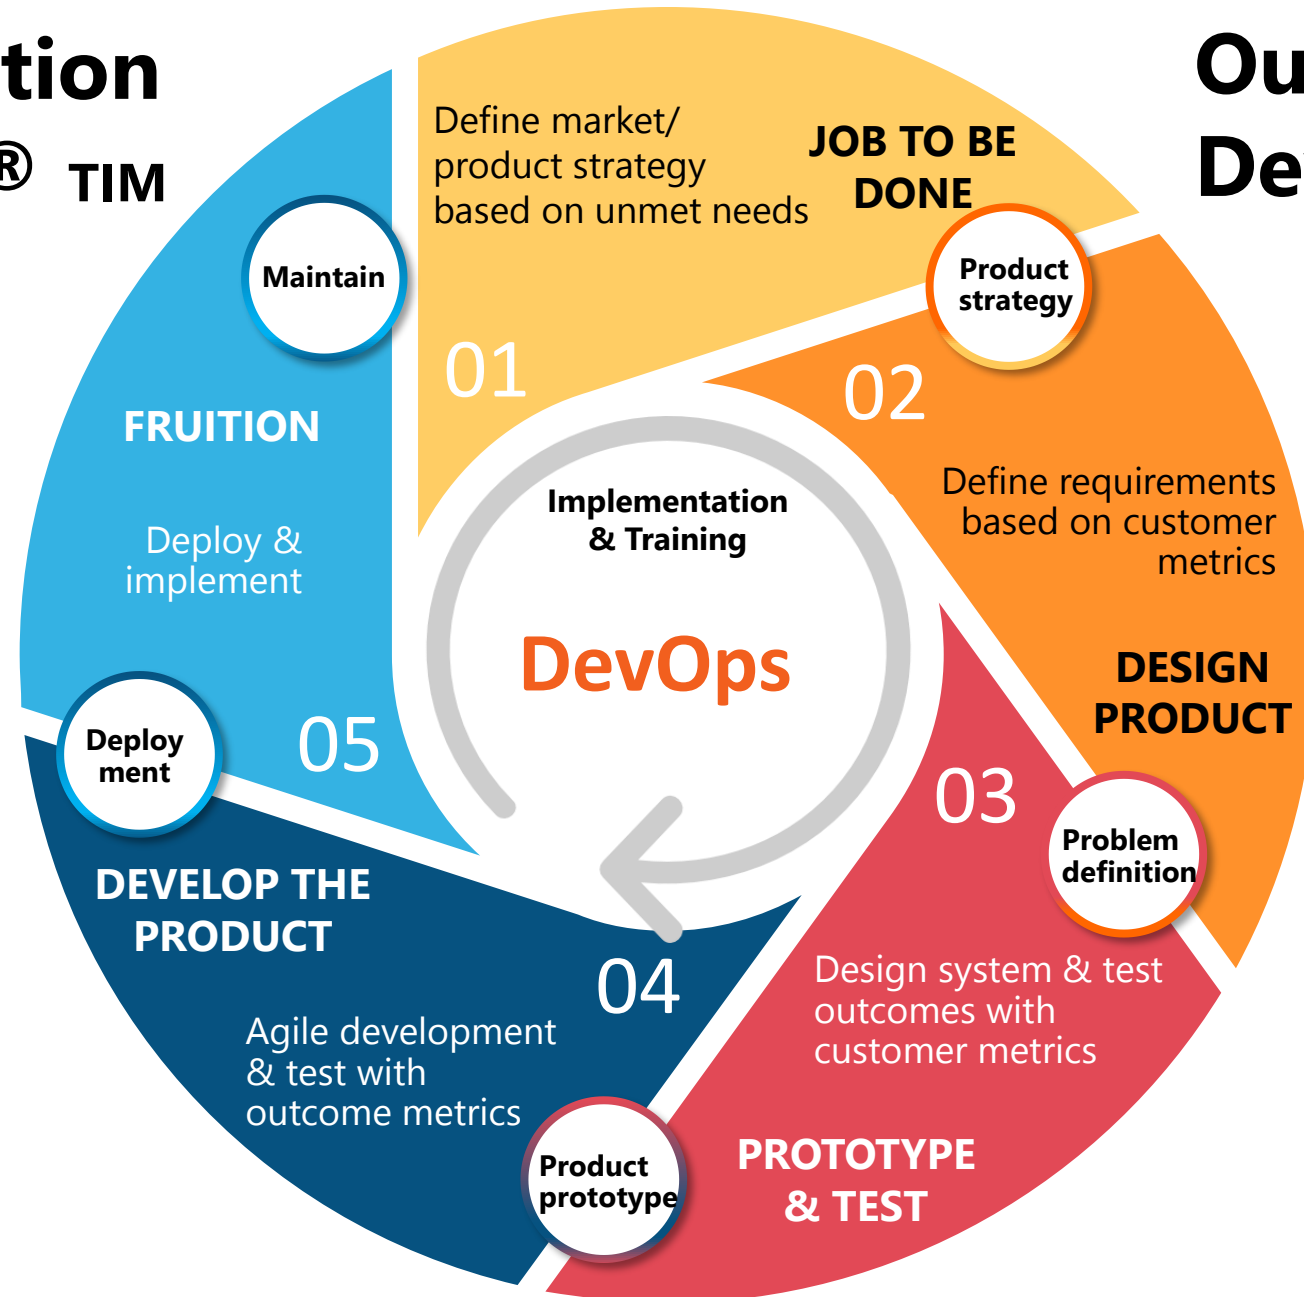 tion
® TIM
Ou
De
Define market/
product strategy
based on unmet needs
JOB TO BE
DONE
Product
strategy
01
02
Define requirements
based on customer
metrics
DESIGN
PRODUCT
Problem
definition
03
Design system & test
outcomes with
customer metrics
PROTOTYPE
& TEST
Product
prototype
04
Agile development
& test with
outcome metrics
DEVELOP THE
PRODUCT
Deploy
ment
05
Deploy &
implement
FRUITION
Maintain
Implementation
& Training
DevOps